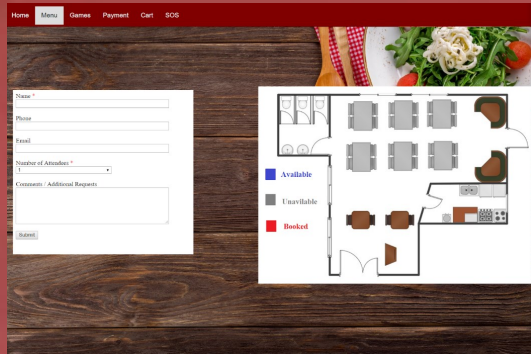 Home Menu Games Payment Cart SOS
Name *
Phone
Email
Number of Attendees *
1
Comments / Additional Requests
Submit
Available
Unavilable
Booked